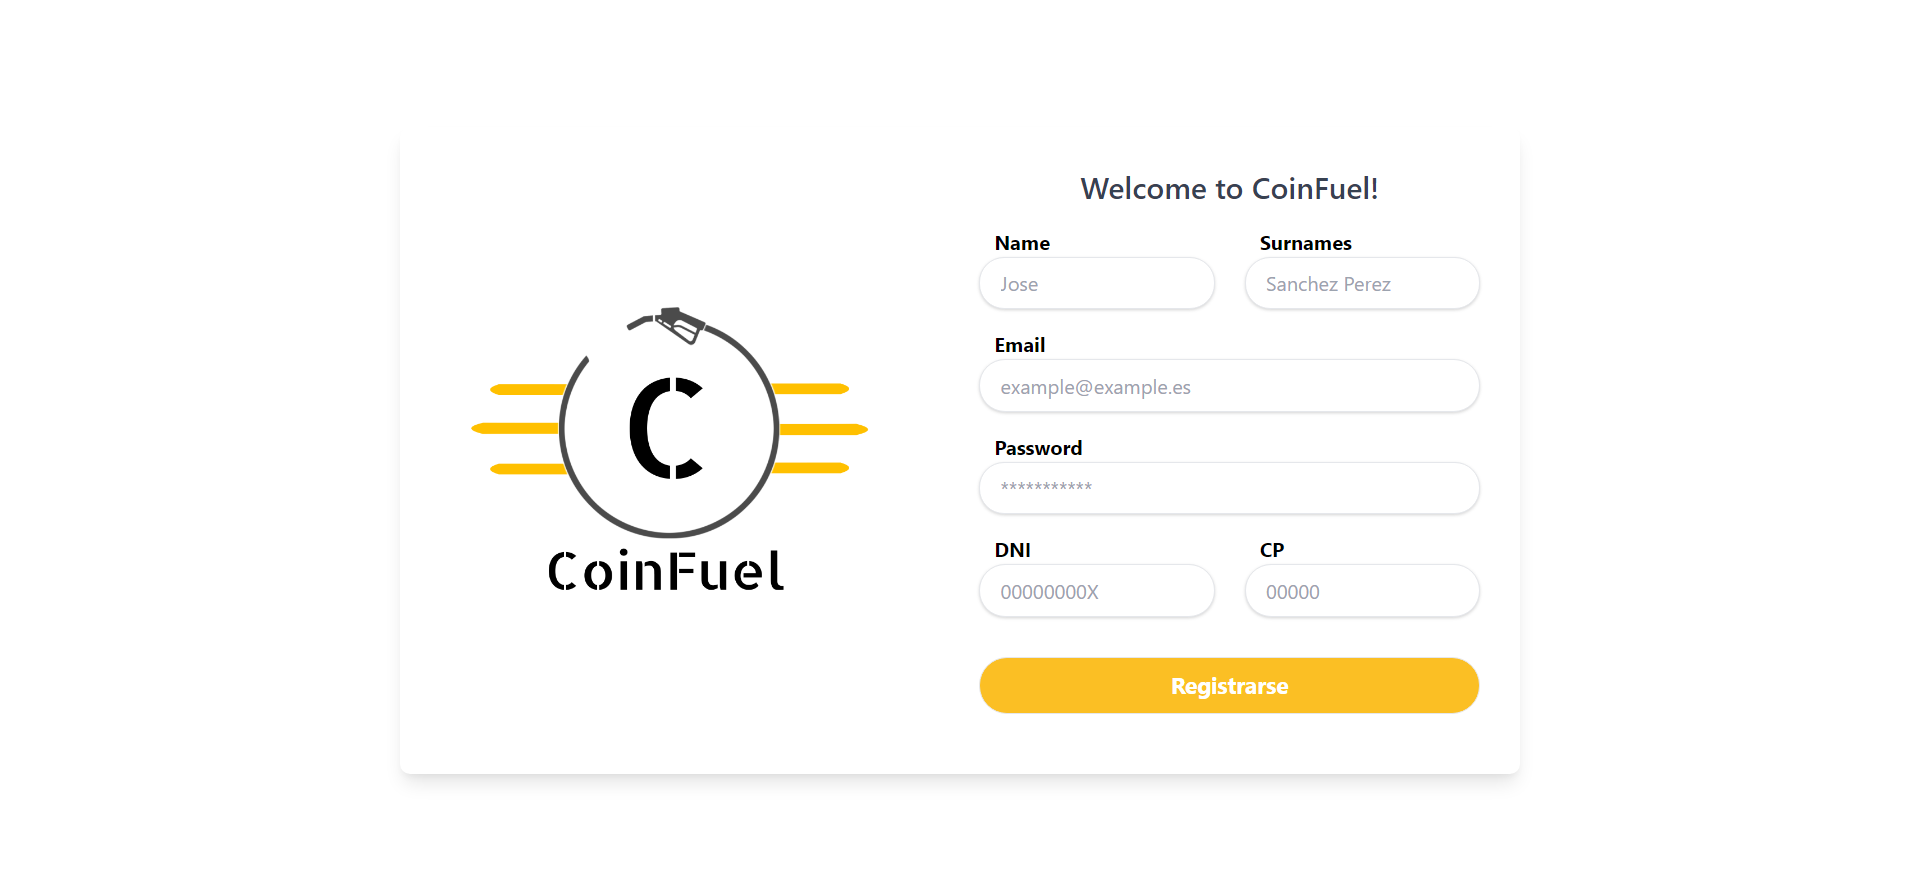 C
CoinFuel
Welcome to CoinFuel!
Name Surnames
Jose Sanchez Perez
Email
example@example.es
Password
***********
DNI CP
00000000X 00000
Registrarse